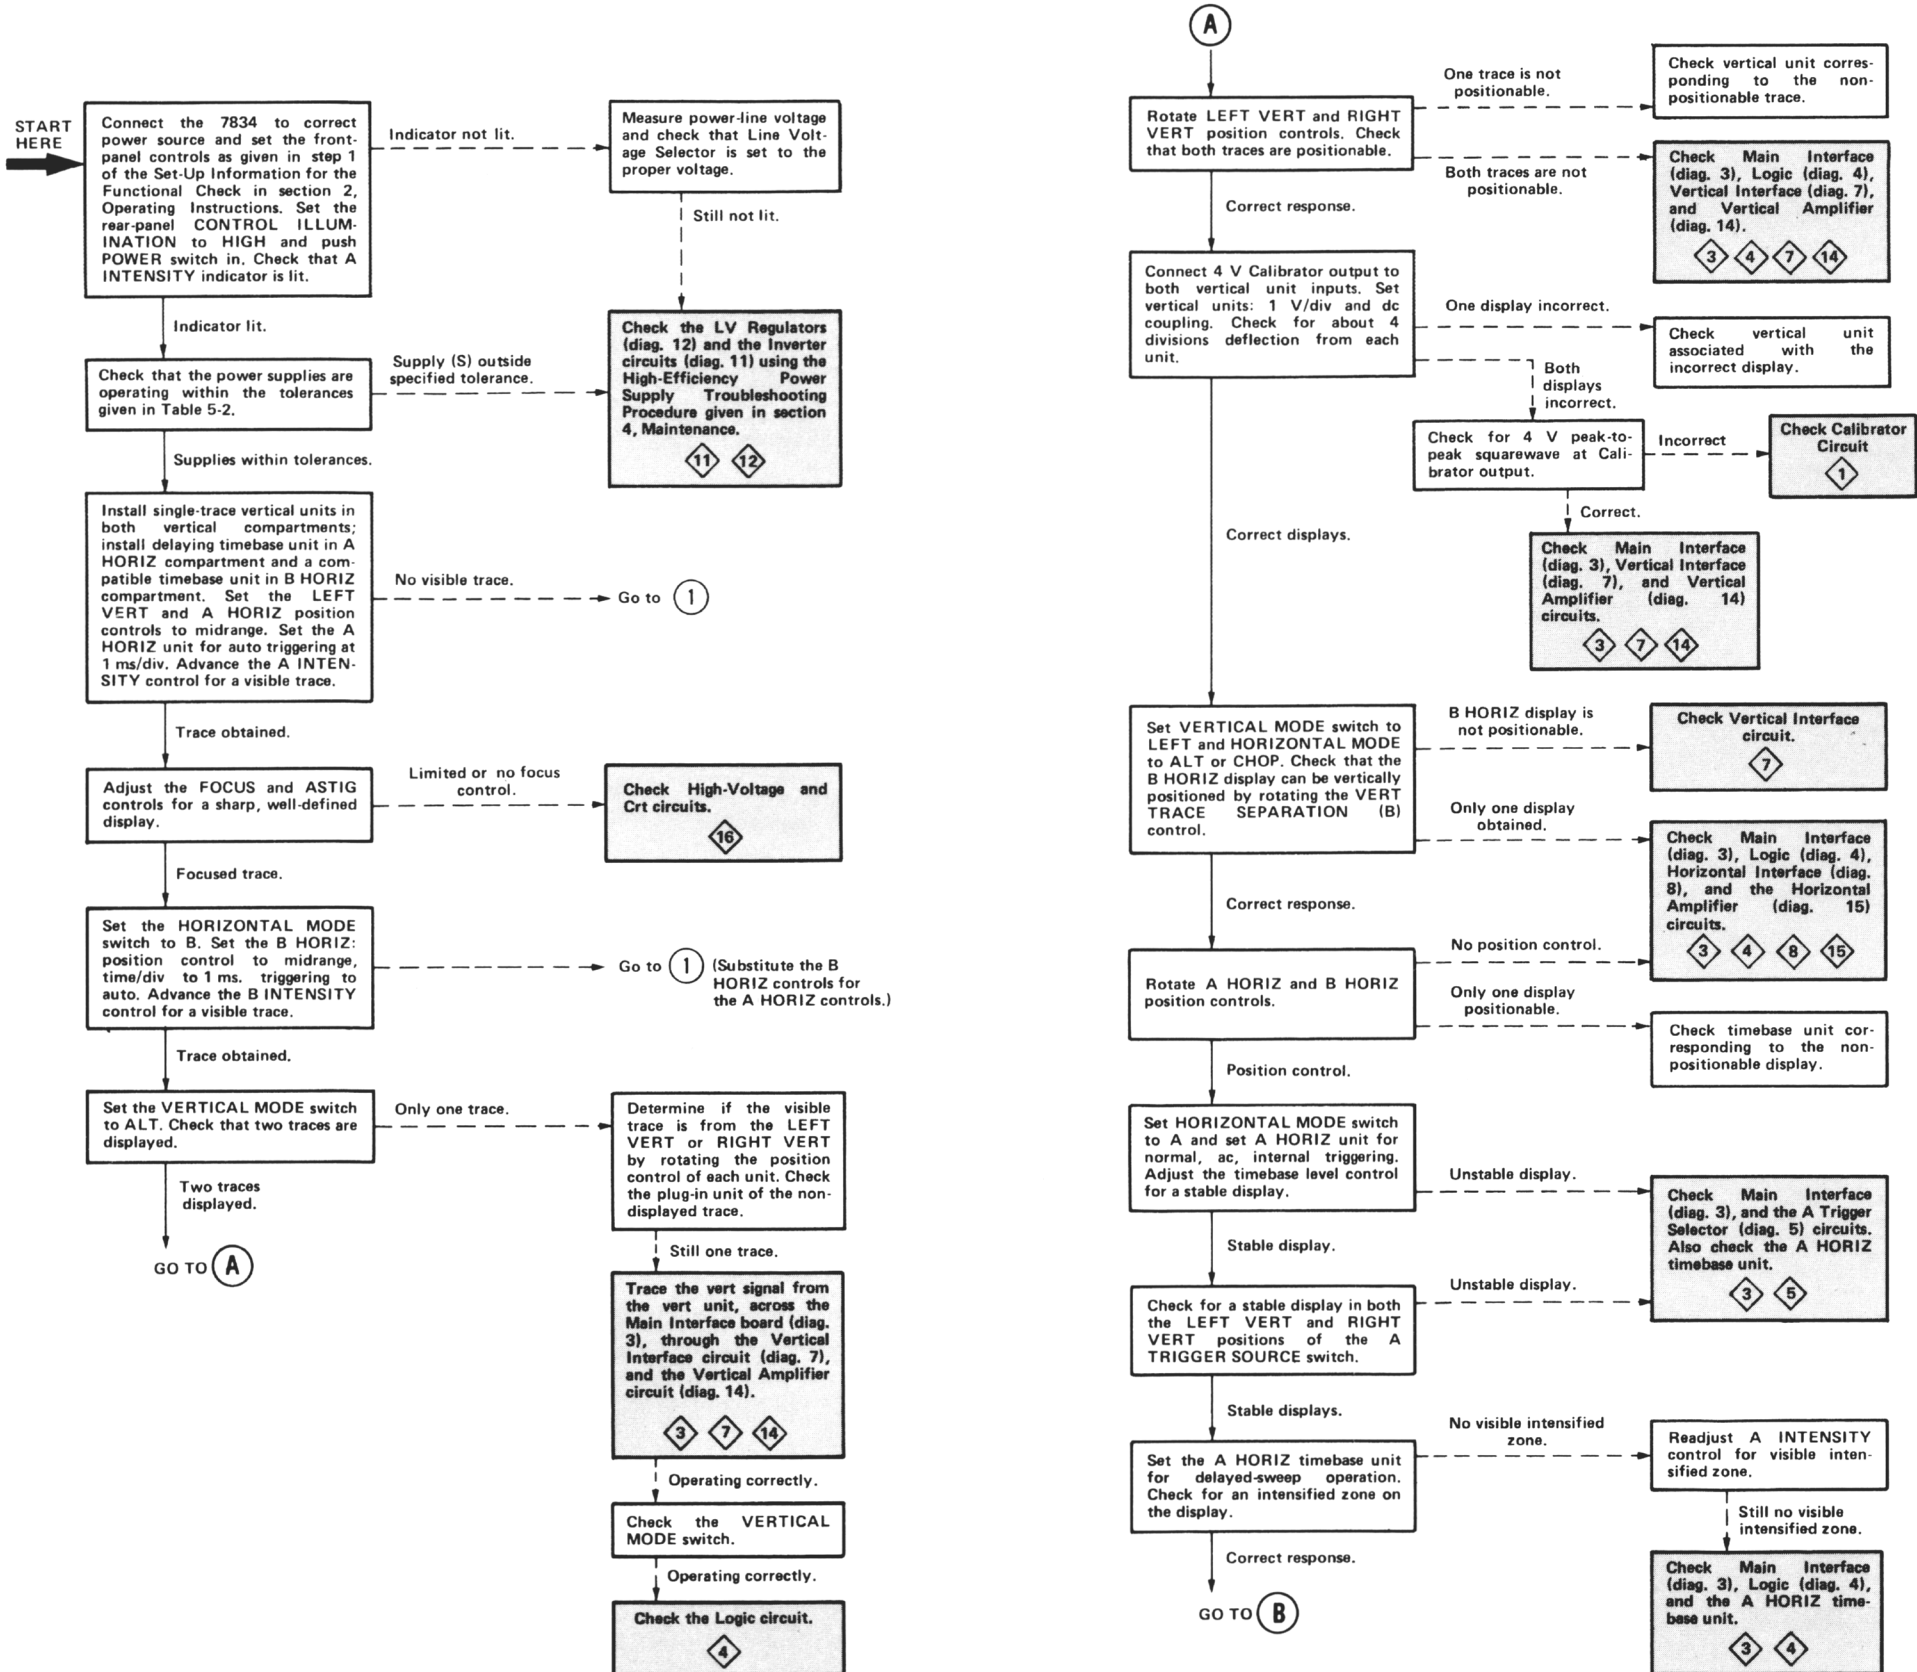 START
HERE
Connect the 7834 to correct
power source and set the front-
panel controls as given in step 1
of the Set-Up Information for the
Functional Check in section 2,
Operating Instructions. Set the
rear-panel CONTROL ILLUM-
INATION to HIGH and push
POWER switch in. Check that A
INTENSITY indicator is lit.
Indicator not lit.
Measure power-line voltage
and check that Line Volt-
age Selector is set to the
proper voltage.
Still not lit.
Indicator lit.
Check that the power supplies are
operating within the tolerances
given in Table 5-2.
Supply (S) outside
specified tolerance.
Check the LV Regulators
(diag. 12) and the Inverter
circuits (diag. 11) using the
High-Efficiency Power
Supply Troubleshooting
Procedure given in section
4, Maintenance.
11 12
Supplies within tolerances.
Install single-trace vertical units in
both vertical compartments;
install delaying timebase unit in A
HORIZ compartment and a com-
patible timebase unit in B HORIZ
compartment. Set the LEFT
VERT and A HORIZ position
controls to midrange. Set the A
HORIZ unit for auto triggering at
1 ms/div. Advance the A INTEN-
SITY control for a visible trace.
No visible trace.
Go to 1
Trace obtained.
Adjust the FOCUS and ASTIG
controls for a sharp, well-defined
display.
Limited or no focus
control.
Check High-Voltage and
Crt circuits.
16
Focused trace.
Set the HORIZONTAL MODE
switch to B. Set the B HORIZ:
position control to midrange,
time/div to 1 ms. triggering to
auto. Advance the B INTENSITY
control for a visible trace.
Go to 1 (Substitute the B
HORIZ controls for
the A HORIZ controls.)
Trace obtained.
Set the VERTICAL MODE switch
to ALT. Check that two traces are
displayed.
Only one trace.
Determine if the visible
trace is from the LEFT
VERT or RIGHT VERT
by rotating the position
control of each unit. Check
the plug-in unit of the non-
displayed trace.
Two traces
displayed.
GO TO A
Still one trace.
Trace the vert signal from
the vert unit, across the
Main Interface board (diag.
3), through the Vertical
Interface circuit (diag. 7),
and the Vertical Amplifier
circuit (diag. 14).
3 7 14
Operating correctly.
Check the VERTICAL
MODE switch.
Operating correctly.
Check the Logic circuit.
4
A
Rotate LEFT VERT and RIGHT
VERT position controls. Check
that both traces are positionable.
One trace is not
positionable.
Check vertical unit corres-
ponding to the non-
positionable trace.
Both traces are not
positionable.
Check Main Interface
(diag. 3), Logic (diag. 4),
Vertical Interface (diag. 7),
and Vertical Amplifier
(diag. 14).
3 4 7 14
Correct response.
Connect 4 V Calibrator output to
both vertical unit inputs. Set
vertical units: 1 V/div and dc
coupling. Check for about 4
divisions deflection from each
unit.
One display incorrect.
Check vertical unit
associated with the
incorrect display.
Both
displays
incorrect.
Check for 4 V peak-to-
peak squarewave at Cali-
brator output.
Incorrect
Check Calibrator
Circuit
1
Correct.
Check Main Interface
(diag. 3), Vertical Interface
(diag. 7), and Vertical
Amplifier (diag. 14)
circuits.
3 7 14
Correct displays.
Set VERTICAL MODE switch to
LEFT and HORIZONTAL MODE
to ALT or CHOP. Check that the
B HORIZ display can be vertically
positioned by rotating the VERT
TRACE SEPARATION (B)
control.
B HORIZ display is
not positionable.
Check Vertical Interface
circuit.
7
Only one display
obtained.
Check Main Interface
(diag. 3), Logic (diag. 4),
Horizontal Interface (diag.
8), and the Horizontal
Amplifier (diag. 15)
circuits.
3 4 8 15
Correct response.
Rotate A HORIZ and B HORIZ
position controls.
No position control.
Only one display
positionable.
Check timebase unit cor-
responding to the non-
positionable display.
Position control.
Set HORIZONTAL MODE switch
to A and set A HORIZ unit for
normal, ac, internal triggering.
Adjust the timebase level control
for a stable display.
Unstable display.
Check Main Interface
(diag. 3), and the A Trigger
Selector (diag. 5) circuits.
Also check the A HORIZ
timebase unit.
3 5
Stable display.
Check for a stable display in both
the LEFT VERT and RIGHT
VERT positions of the A
TRIGGER SOURCE switch.
Unstable display.
Stable displays.
Set the A HORIZ timebase unit
for delayed-sweep operation.
Check for an intensified zone on
the display.
No visible intensified
zone.
Readjust A INTENSITY
control for visible inten-
sified zone.
Still no visible
intensified zone.
Check Main Interface
(diag. 3), Logic (diag. 4),
and the A HORIZ time-
base unit.
3 4
Correct response.
GO TO B